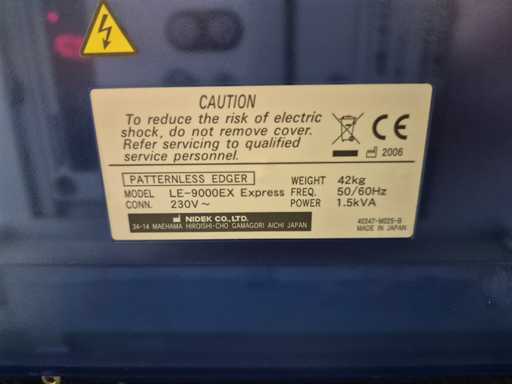 CAUTION
To reduce the risk of electric
shock, do not remove cover.
Refer servicing to qualified
service personnel.
CE
2006
PATTERNLESS EDGER WEIGHT 42kg
MODEL LE-9000EX Express FREQ. 50/60Hz
CONN. 230V~ POWER 1.5kVA
NIDEK CO.,LTD.
34-14 MAEHAMA HIROISHI-CHO GAMAGORI AICHI JAPAN
40347-M025-B
MADE IN JAPAN